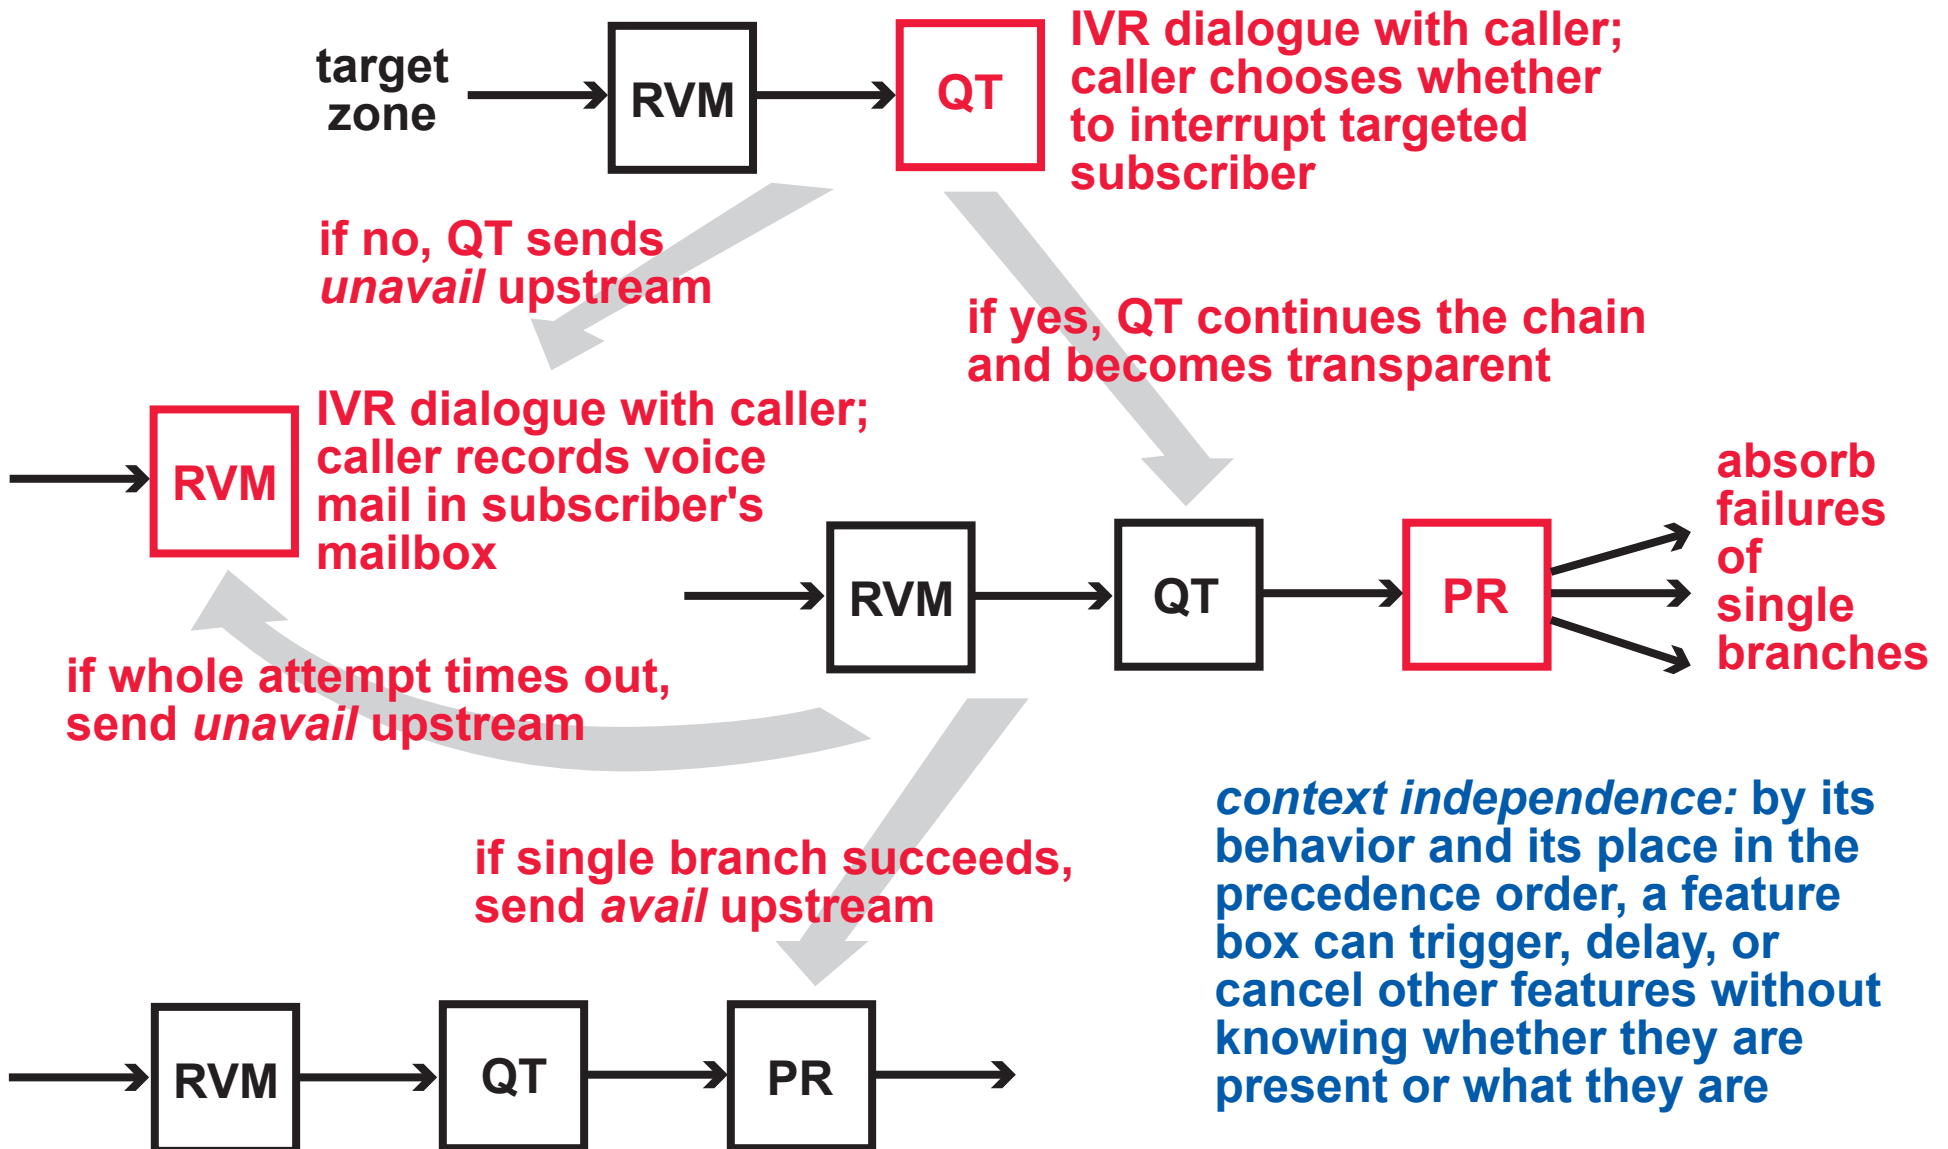 target
zone
RVM
QT
IVR dialogue with caller;
caller chooses whether
to interrupt targeted
subscriber
if no, QT sends
unavail upstream
if yes, QT continues the chain
and becomes transparent
RVM
IVR dialogue with caller;
caller records voice
mail in subscriber's
mailbox
RVM
QT
PR
absorb
failures
of
single
branches
if whole attempt times out,
send unavail upstream
if single branch succeeds,
send avail upstream
context independence: by its
behavior and its place in the
precedence order, a feature
box can trigger, delay, or
cancel other features without
knowing whether they are
present or what they are
RVM
QT
PR